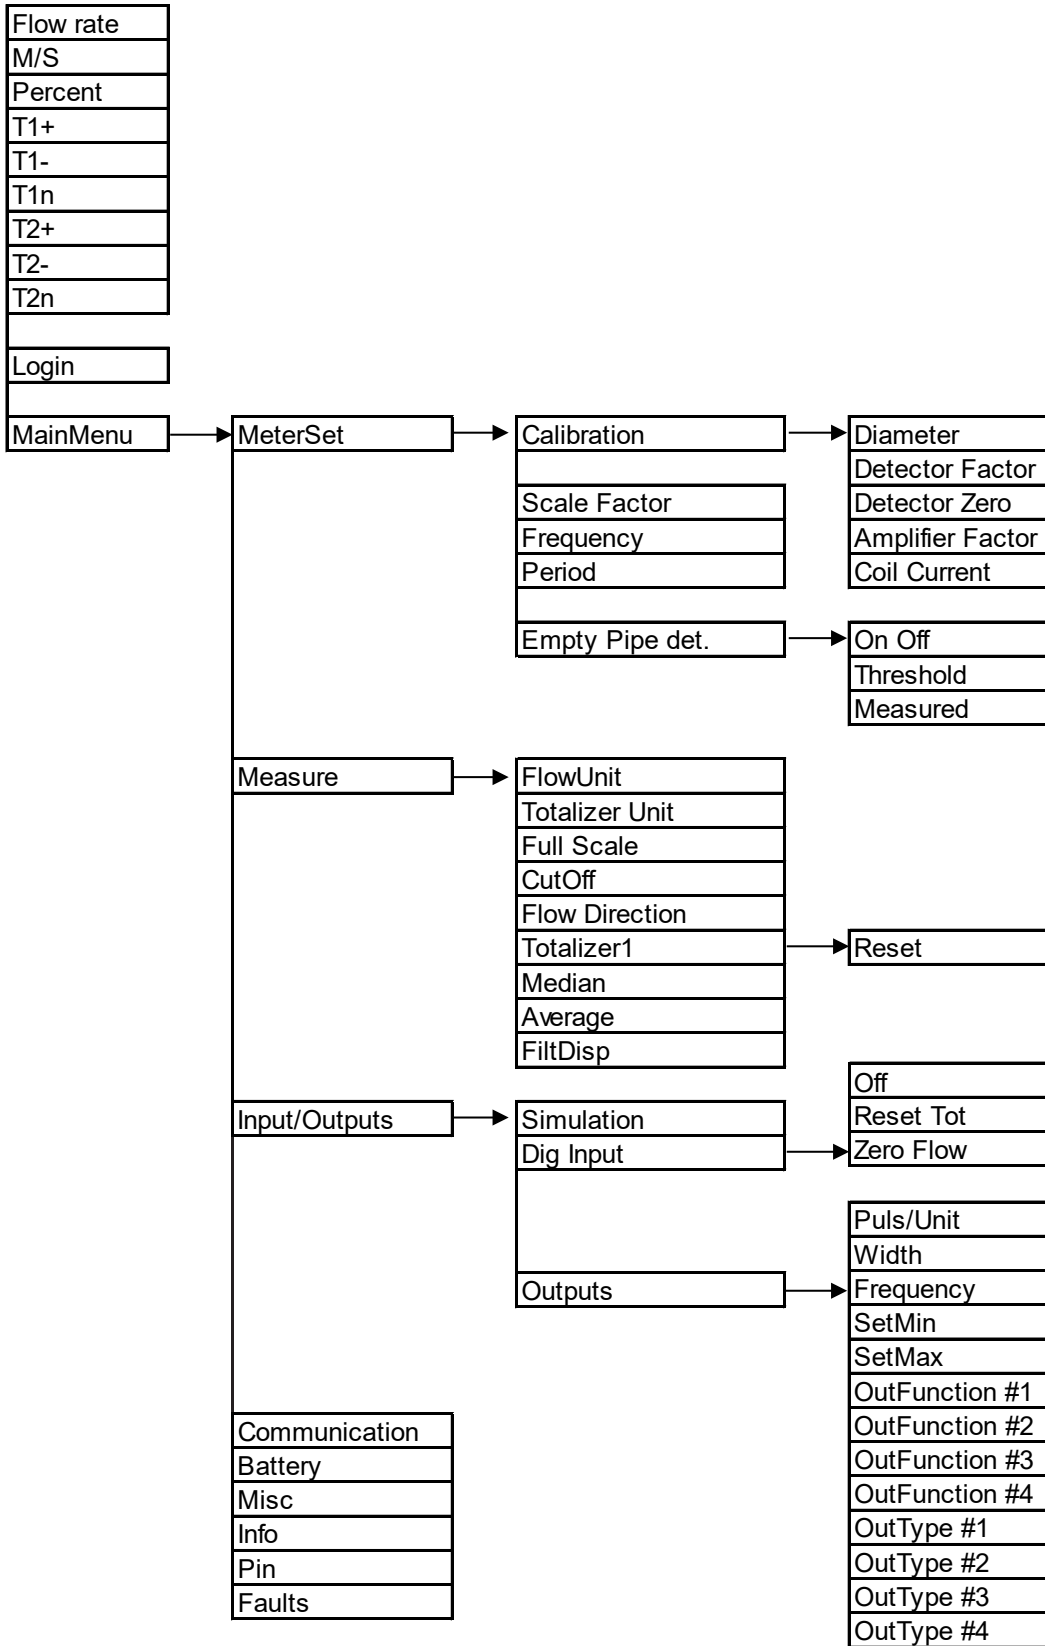 Flow rate
M/S
Percent
T1+
T1-
T1n
T2+
T2-
T2n
Login
MainMenu
MeterSet
Calibration
Diameter
Detector Factor
Detector Zero
Amplifier Factor
Coil Current
Scale Factor
Frequency
Period
Empty Pipe det.
On Off
Threshold
Measured
Measure
FlowUnit
Totalizer Unit
Full Scale
CutOff
Flow Direction
Totalizer1
Reset
Median
Average
FiltDisp
Input/Outputs
Simulation
Dig Input
Off
Reset Tot
Zero Flow
Outputs
Puls/Unit
Width
Frequency
SetMin
SetMax
OutFunction #1
OutFunction #2
OutFunction #3
OutFunction #4
OutType #1
OutType #2
OutType #3
OutType #4
Communication
Battery
Misc
Info
Pin
Faults